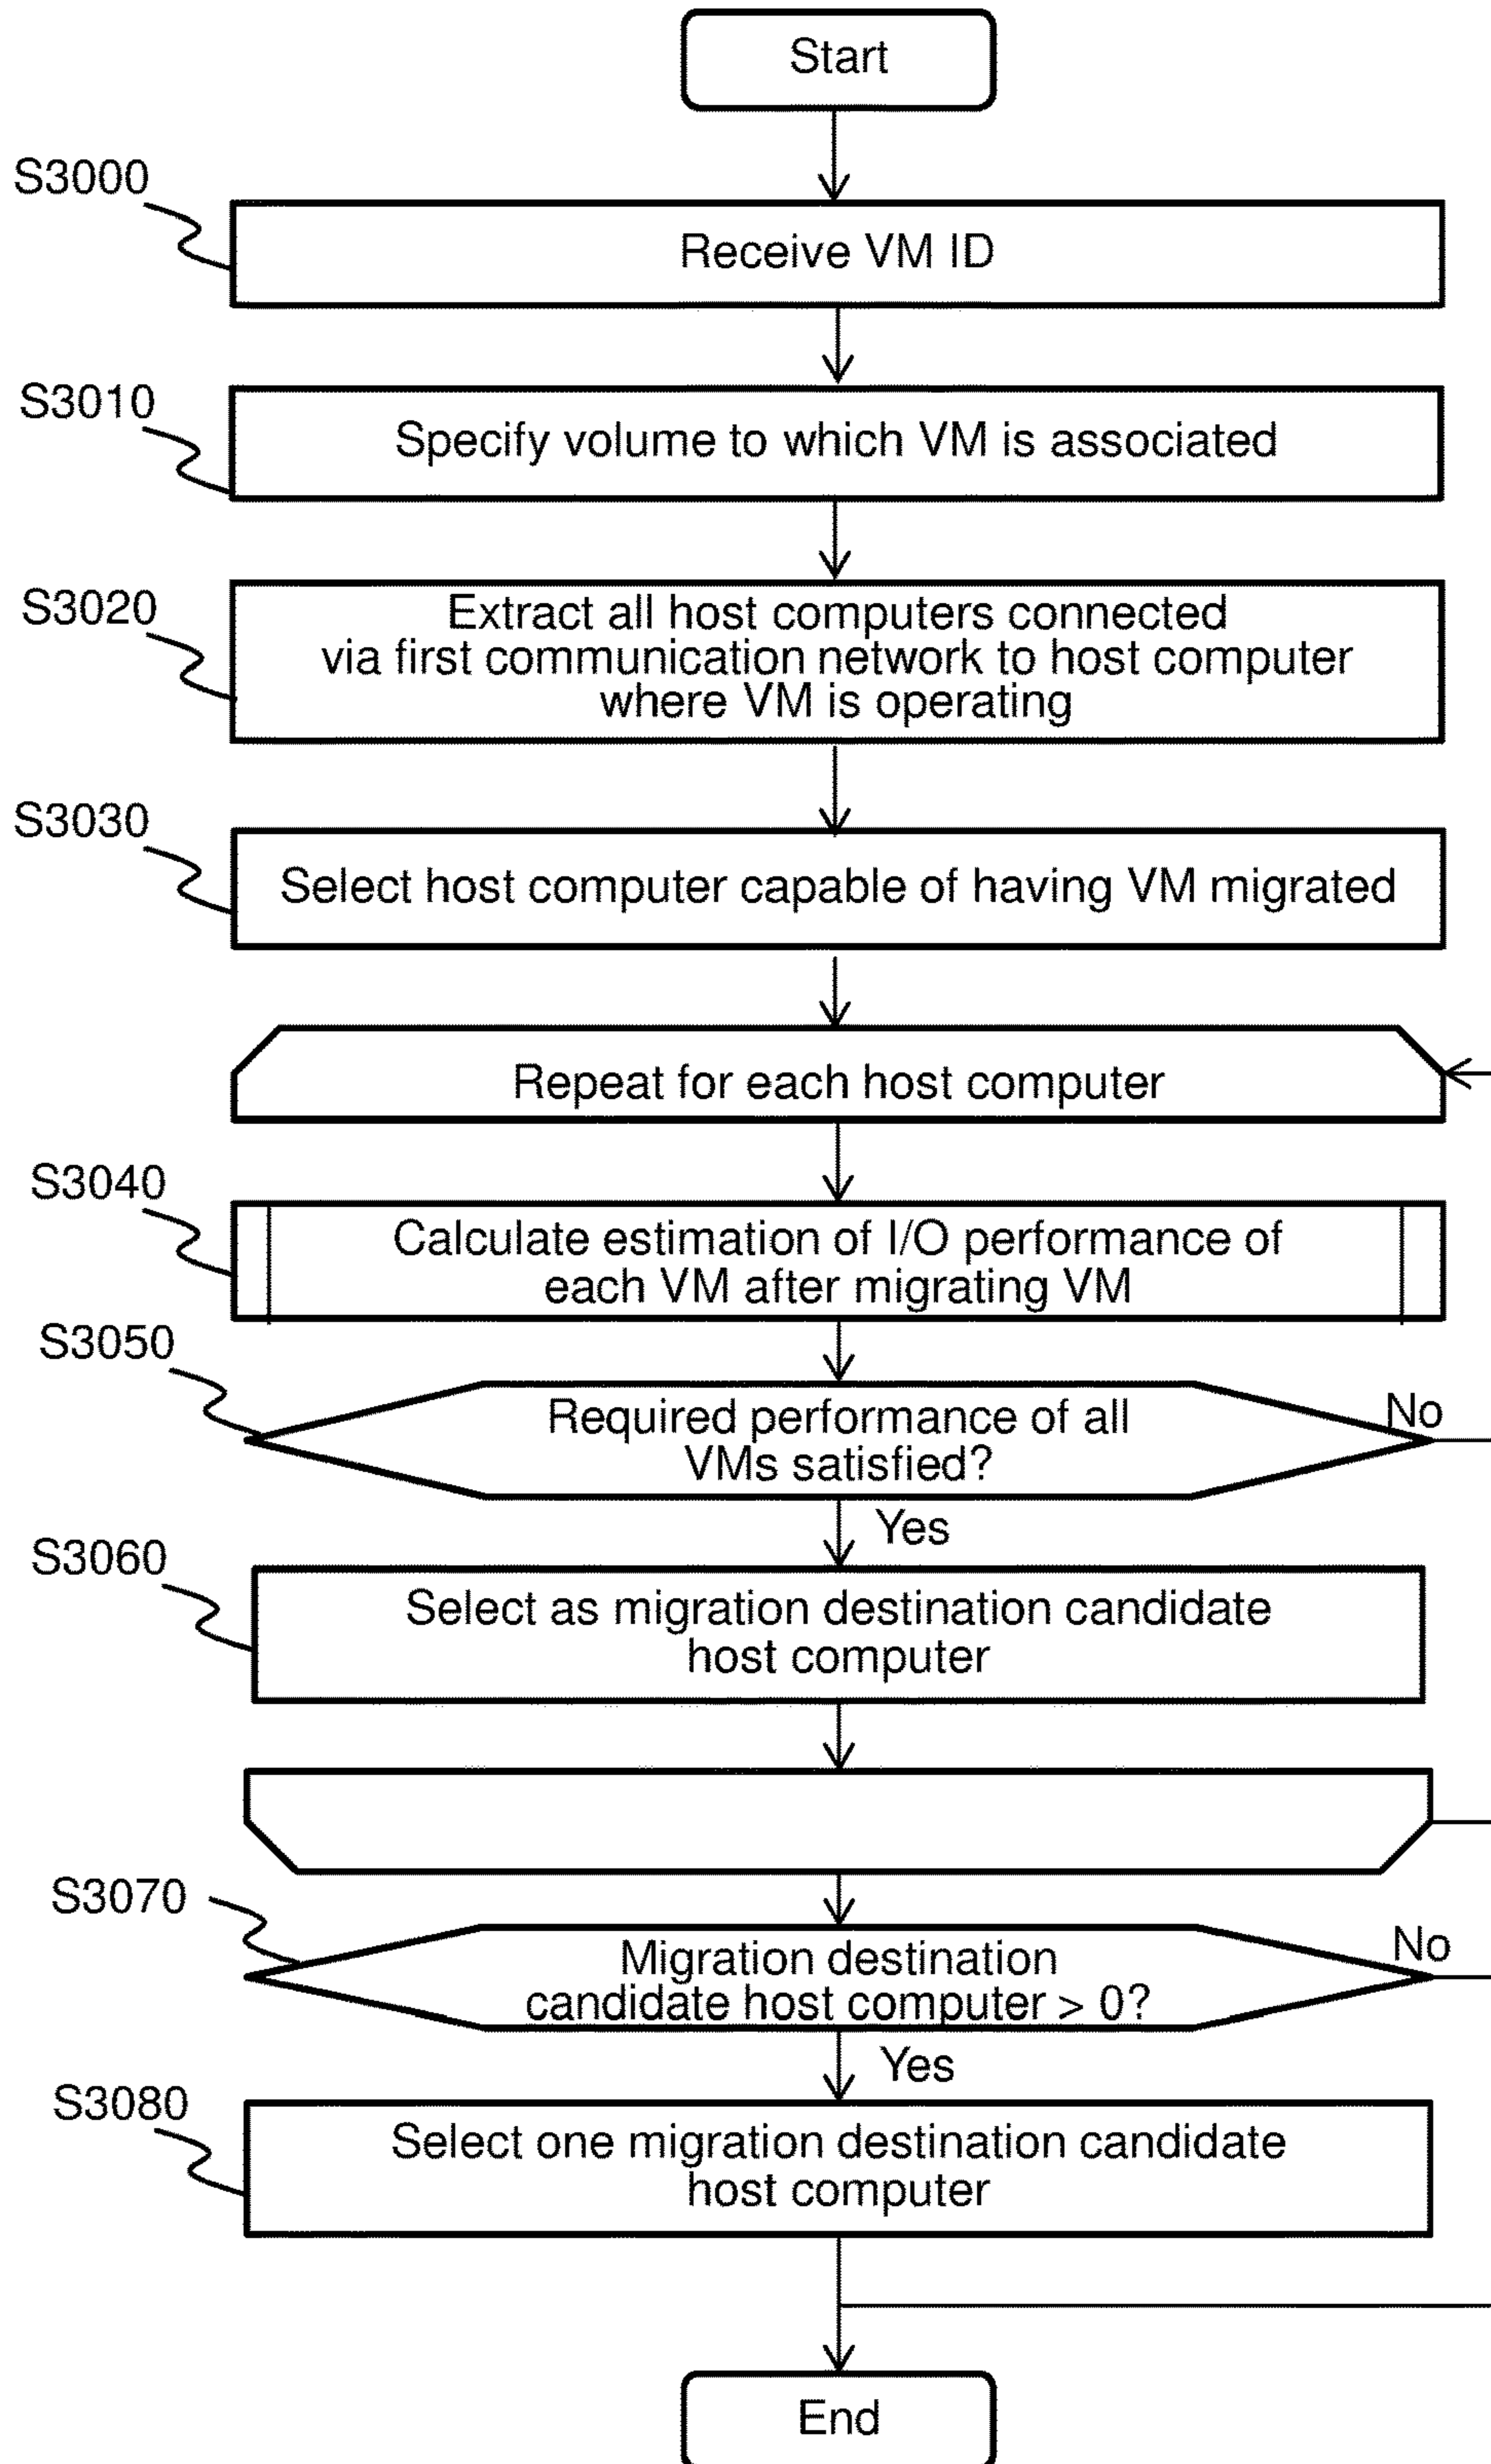 Start
S3000
Receive VM ID
S3010
Specify volume to which VM is associated
S3020
Extract all host computers connected
via first communication network to host computer
where VM is operating
S3030
Select host computer capable of having VM migrated
Repeat for each host computer
S3040
Calculate estimation of I/O performance of
each VM after migrating VM
S3050
Required performance of all
VMs satisfied?
No
Yes
S3060
Select as migration destination candidate
host computer
S3070
Migration destination
candidate host computer > 0?
No
Yes
S3080
Select one migration destination candidate
host computer
End